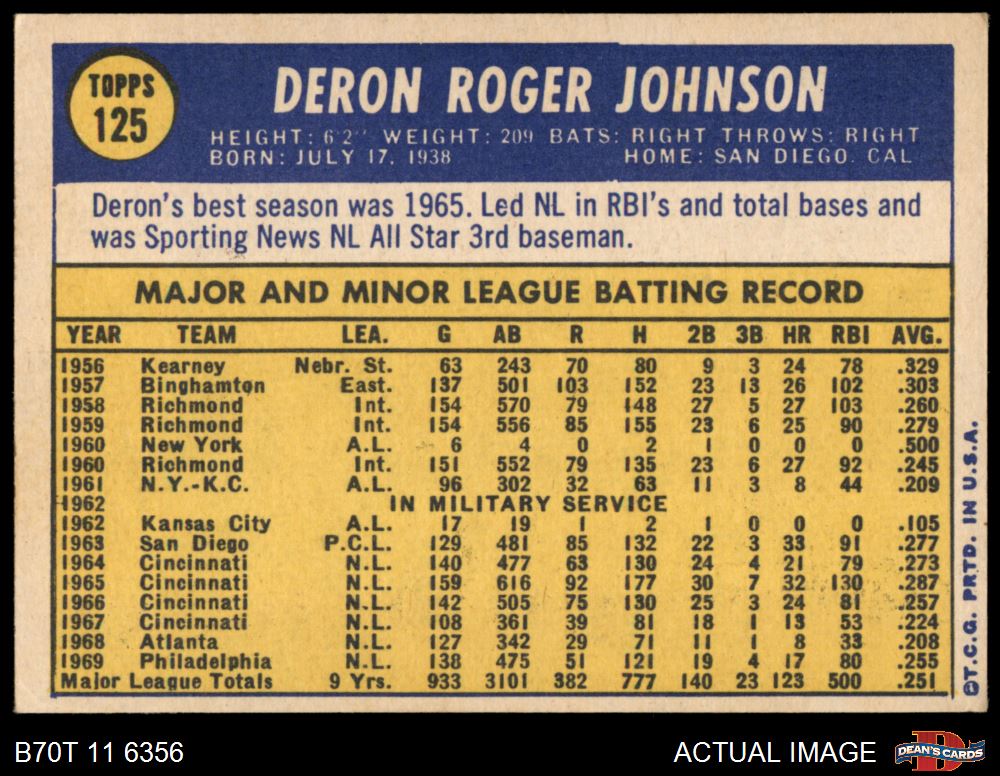 TOPPS
125
DERON ROGER JOHNSON
HEIGHT: 6'2" WEIGHT: 209 BATS: RIGHT THROWS: RIGHT
BORN: JULY 17, 1938 HOME: SAN DIEGO. CAL
Deron's best season was 1965. Led NL in RBI's and total bases and
was Sporting News NL All Star 3rd baseman.
MAJOR AND MINOR LEAGUE BATTING RECORD
YEAR TEAM LEA. G AB R H 2B 3B HR RBI AVG.
1956 Kearney Nebr. St. 63 243 70 80 9 3 24 78 .329
1957 Binghamton East. 137 501 103 152 23 13 26 102 .303
1958 Richmond Int. 154 570 79 148 27 5 27 103 .260
1959 Richmond Int. 154 556 85 155 23 6 25 90 .279
1960 New York A.L. 6 4 0 2 1 0 0 0 .500
1960 Richmond Int. 151 552 79 135 23 6 27 92 .245
1961 N.Y.-K.C. A.L. 96 302 32 63 11 3 8 44 .209
1962 IN MILITARY SERVICE
1962 Kansas City A.L. 17 19 1 2 1 0 0 0 .105
1963 San Diego P.C.L. 129 481 85 132 22 3 33 91 .277
1964 Cincinnati N.L. 140 477 63 130 24 4 21 79 .273
1965 Cincinnati N.L. 159 616 92 177 30 7 32 130 .287
1966 Cincinnati N.L. 142 505 75 130 25 3 24 81 .257
1967 Cincinnati N.L. 108 361 39 81 18 1 13 53 .224
1968 Atlanta N.L. 127 342 29 71 11 1 8 33 .208
1969 Philadelphia N.L. 138 475 51 121 19 4 17 80 .255
Major League Totals 9 Yrs. 933 3101 382 777 140 23 123 500 .251
©T.C.G. PRTD. IN U.S.A.
B70T 11 6356 ACTUAL IMAGE DEAN'S CARDS